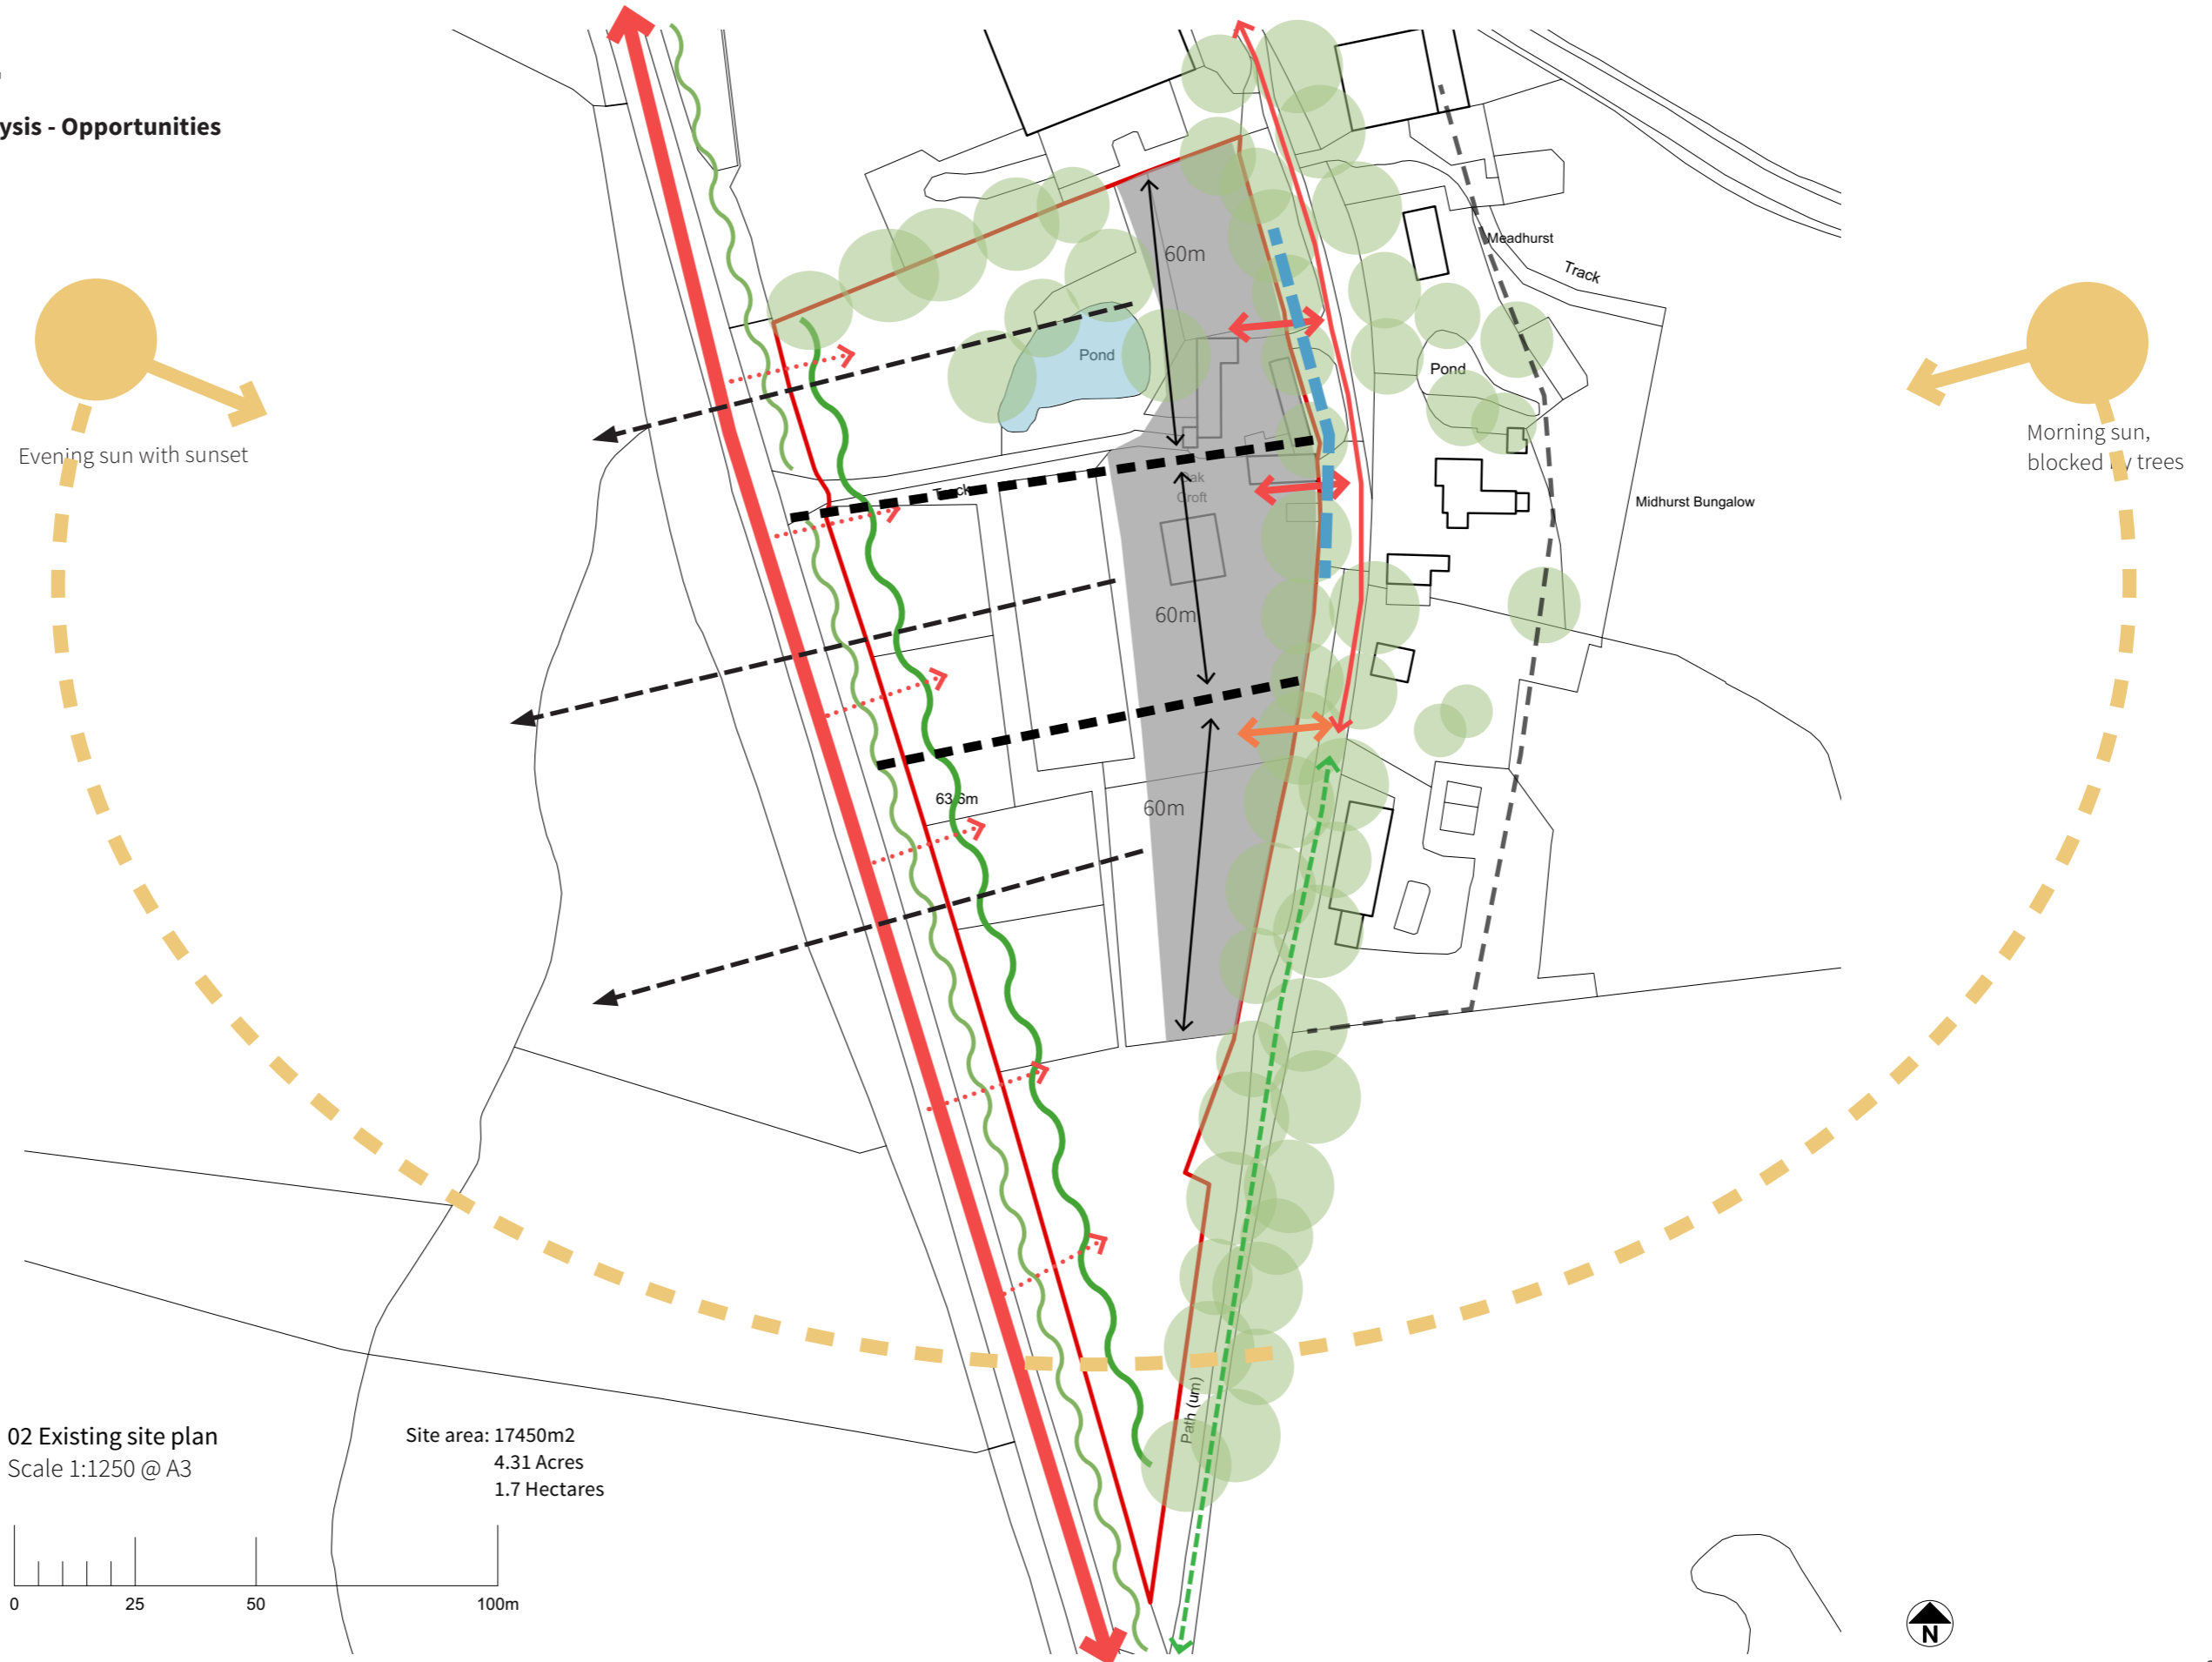 ysis - Opportunities
60m
Meadhurst
Track
Pond
Pond
Evening sun with sunset
Morning sun,
blocked by trees
Midhurst Bungalow
Track
Oak
Croft
60m
63.6m
60m
Path (um)
02 Existing site plan
Scale 1:1250 @ A3
Site area: 17450m2
4.31 Acres
1.7 Hectares
0 25 50 100m
N